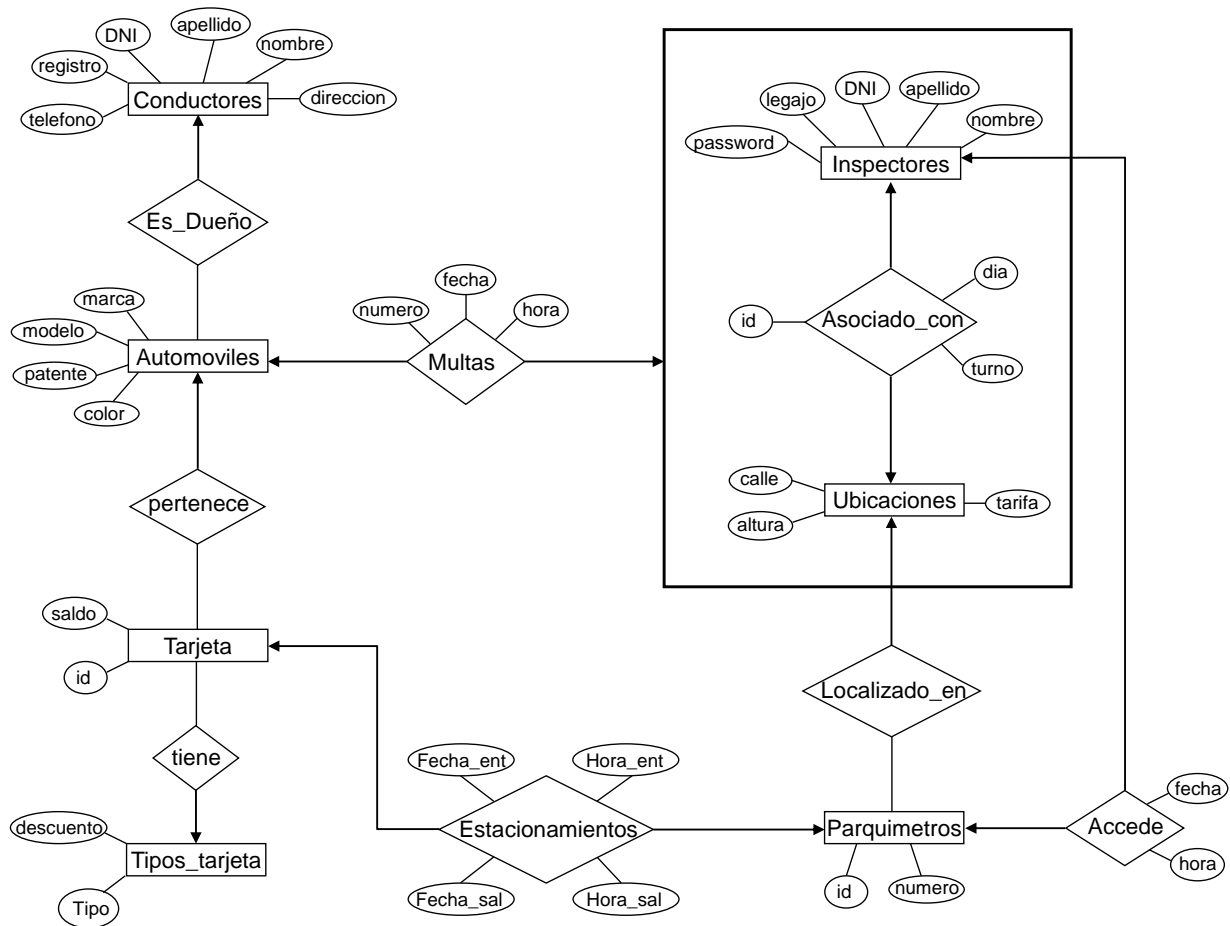 DNI
apellido
nombre
registro
Conductores
direccion
telefono
Es_Dueño
marca
modelo
Automoviles
patente
color
fecha
numero
hora
Multas
legajo
DNI
apellido
nombre
password
Inspectores
dia
id
Asociado_con
turno
calle
Ubicaciones
tarifa
altura
pertenece
saldo
Tarjeta
id
tiene
descuento
Tipos_tarjeta
Tipo
Localizado_en
Fecha_ent
Hora_ent
Estacionamientos
Fecha_sal
Hora_sal
Parquimetros
id
numero
fecha
Accede
hora